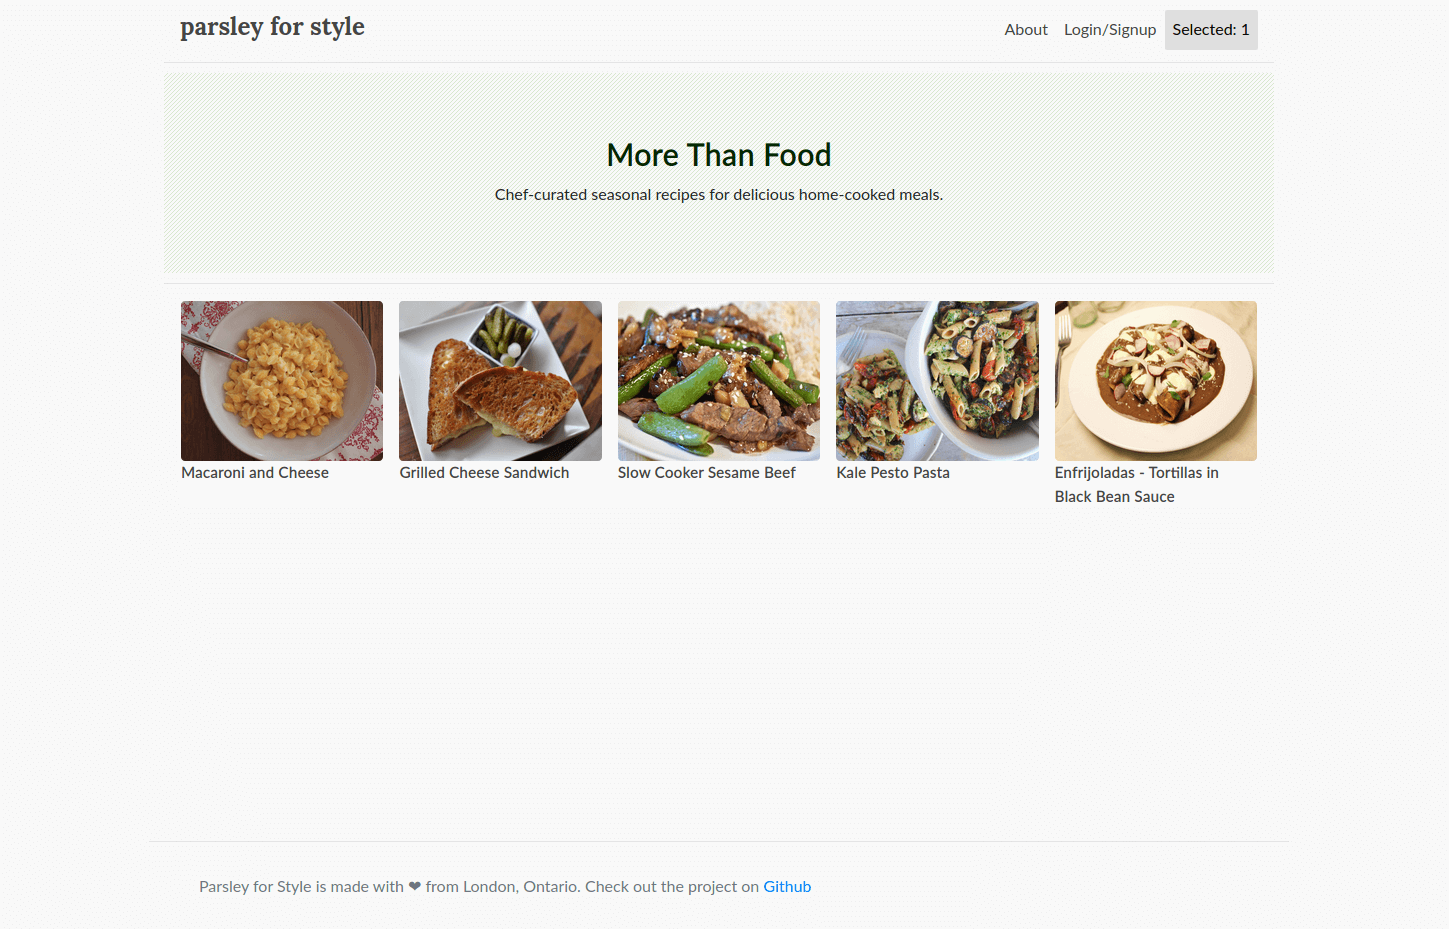 parsley for style
About Login/Signup Selected: 1
More Than Food
Chef-curated seasonal recipes for delicious home-cooked meals.
Macaroni and Cheese
Grilled Cheese Sandwich
Slow Cooker Sesame Beef
Kale Pesto Pasta
Enfrijoladas - Tortillas in
Black Bean Sauce
Parsley for Style is made with ❤ from London, Ontario. Check out the project on Github